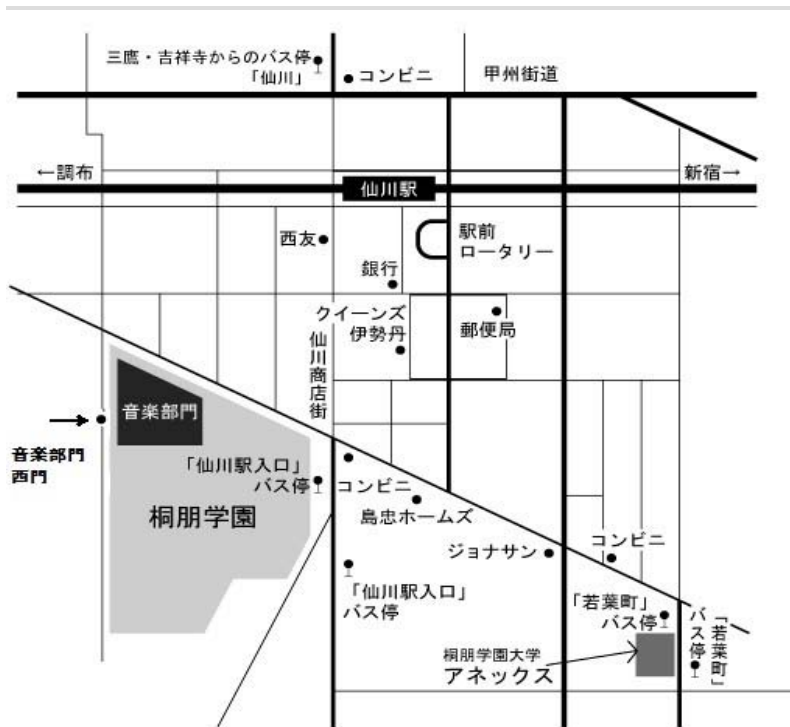 三鷹・吉祥寺からのバス停
「仙川」
コンビニ
甲州街道
←調布
新宿→
仙川駅
西友
駅前
ロータリー
銀行
クイーンズ
伊勢丹
郵便局
仙川商店街
音楽部門
音楽部門
西門
「仙川駅入口」
バス停
コンビニ
桐朋学園
島忠ホームズ
ジョナサン
コンビニ
「仙川駅入口」
バス停
「若葉町」
バス停
「若葉町」
バス停
桐朋学園大学
アネックス